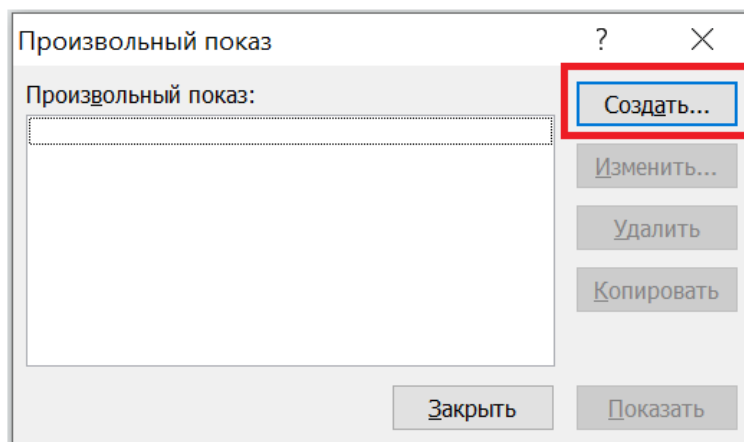 Произвольный показ ?
Произвольный показ:
Создать...
Изменить...
Удалить
Копировать
Закрыть Показать